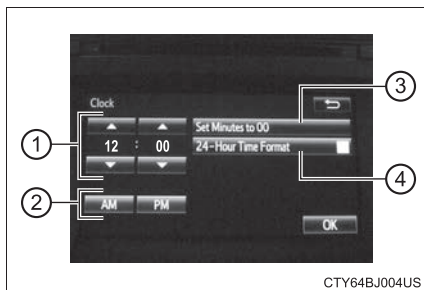 Clock
12 : 00
AM PM
Set Minutes to 00
24-Hour Time Format
OK
1
2
3
4
CTY64BJ004US